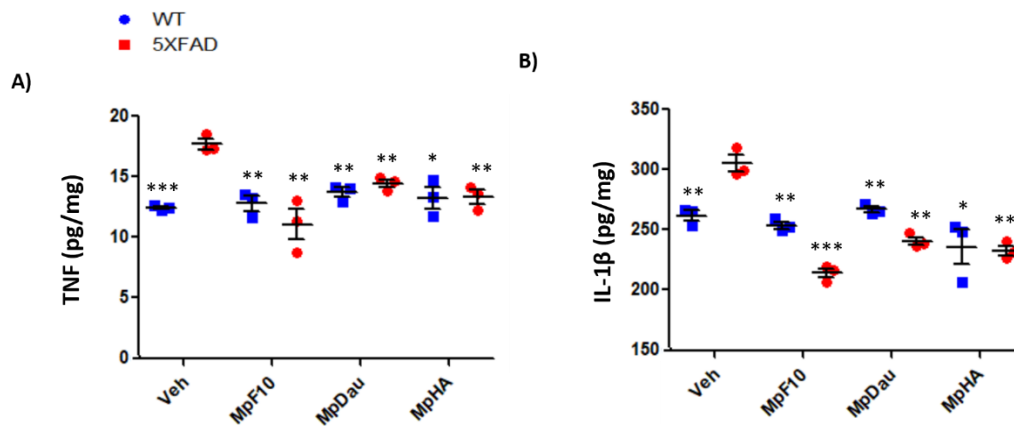 WT
5XFAD
A)
TNF (pg/mg)
20
15
10
5
0
***
**
**
**
**
*
**
Veh
MpF10
MpDau
MpHA
B)
IL-1β (pg/mg)
350
300
250
200
150
**
**
***
**
**
*
**
Veh
MpF10
MpDau
MpHA